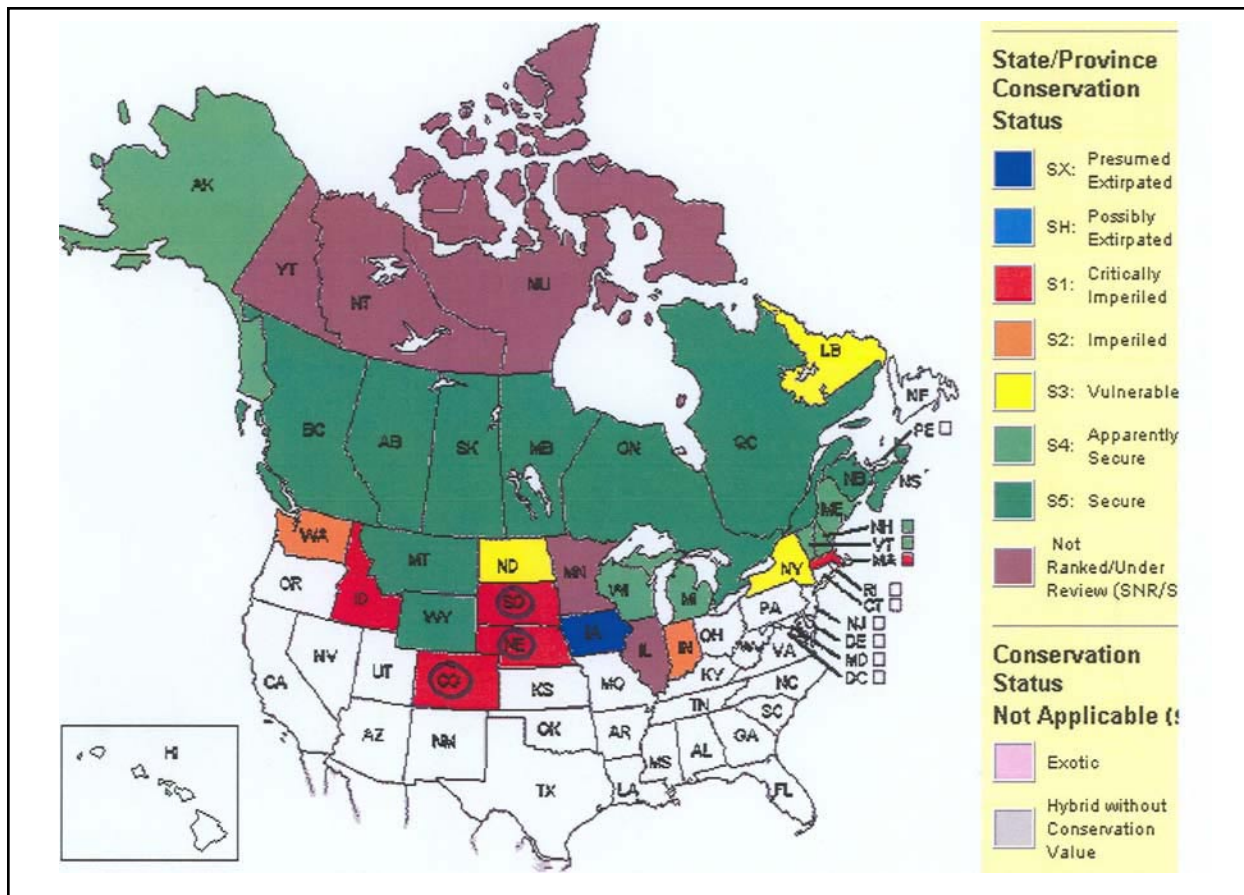 AK
YT
NT
NU
LB
NF
PE
BC
AB
SK
MB
ON
QC
NB
NS
ME
NH
VT
MA
RI
CT
NJ
DE
MD
DC
WA
MT
ND
MN
WI
MI
NY
OR
ID
WY
SD
IA
IL
IN
OH
PA
NE
CA
NV
UT
CO
KS
MO
KY
WV
VA
AZ
NM
OK
AR
TN
NC
SC
TX
LA
MS
AL
GA
FL
HI
State/Province
Conservation
Status
SX: Presumed
Extirpated
SH: Possibly
Extirpated
S1: Critically
Imperiled
S2: Imperiled
S3: Vulnerable
S4: Apparently
Secure
S5: Secure
Not
Ranked/Under
Review (SNR/S
Conservation
Status
Not Applicable (
Exotic
Hybrid without
Conservation
Value